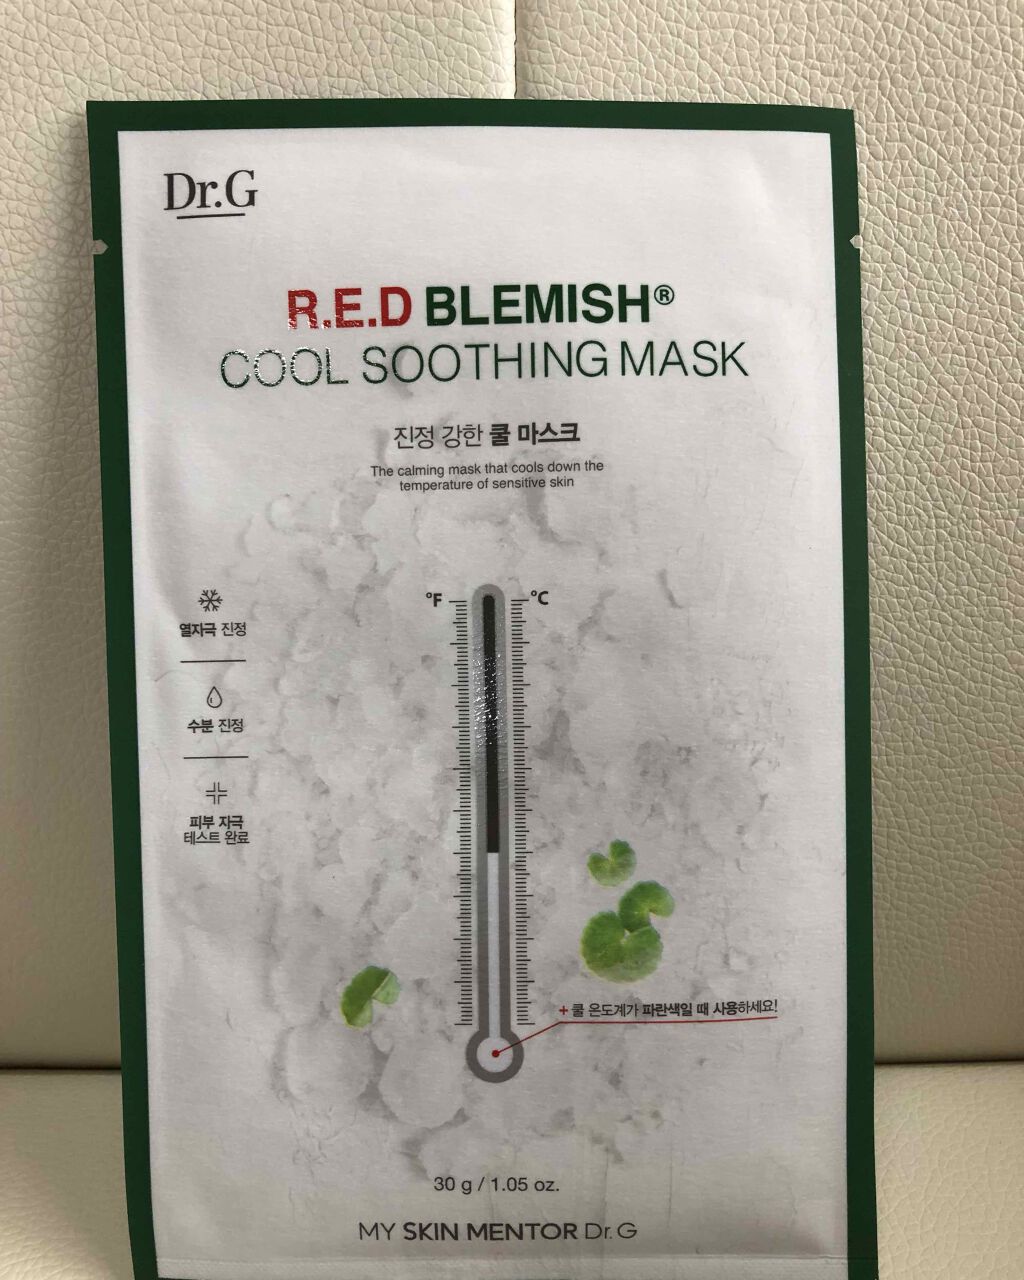 Dr.G
R.E.D BLEMISH®
COOL SOOTHING MASK
진정 강한 쿨 마스크
The calming mask that cools down the
temperature of sensitive skin
°F °C
열자극 진정
수분 진정
피부 자극
테스트 완료
+ 쿨 온도계가 파란색일 때 사용하세요!
30 g / 1.05 oz.
MY SKIN MENTOR Dr.G